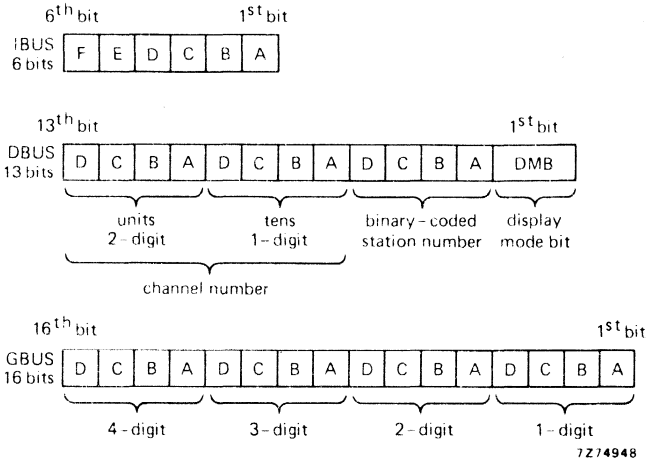 6th bit 1st bit
IBUS
6 bits
F E D C B A
13th bit 1st bit
DBUS
13 bits
D C B A D C B A D C B A DMB
units
2-digit
tens
1-digit
binary-coded
station number
display
mode bit
channel number
16th bit 1st bit
GBUS
16 bits
D C B A D C B A D C B A D C B A
4-digit 3-digit 2-digit 1-digit
7Z74948